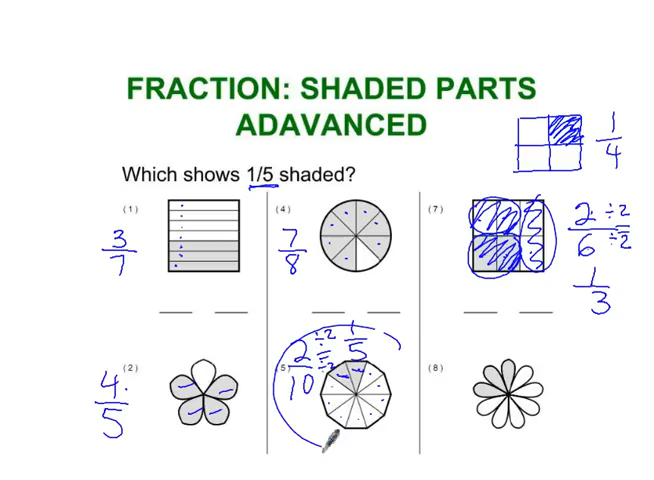 FRACTION: SHADED PARTS
ADAVANCED
1/4
Which shows 1/5 shaded?
(1)
3/7
(4)
7/8
(7)
2/6 ÷2/÷2 =
1/3
(2)
4/5
(5)
2/10 ÷2/÷2 = 1/5
(8)